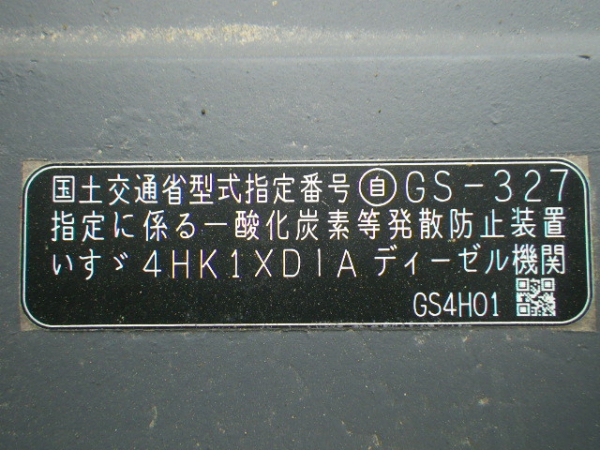 国土交通省型式指定番号 ㉂ GS-327
指定に係る一酸化炭素等発散防止装置
いすゞ 4HK1XDIA ディーゼル機関
GS4H01